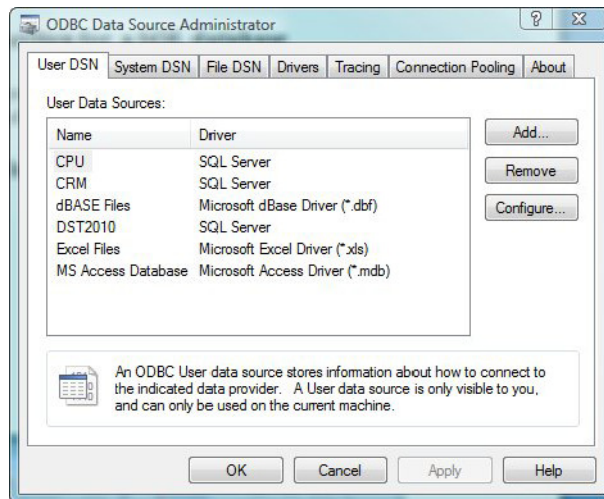 ODBC Data Source Administrator
User DSN System DSN File DSN Drivers Tracing Connection Pooling About
User Data Sources:
Name Driver
CPU SQL Server
CRM SQL Server
dBASE Files Microsoft dBase Driver (*.dbf)
DST2010 SQL Server
Excel Files Microsoft Excel Driver (*.xls)
MS Access Database Microsoft Access Driver (*.mdb)
Add...
Remove
Configure...
An ODBC User data source stores information about how to connect to
the indicated data provider. A User data source is only visible to you,
and can only be used on the current machine.
OK Cancel Apply Help